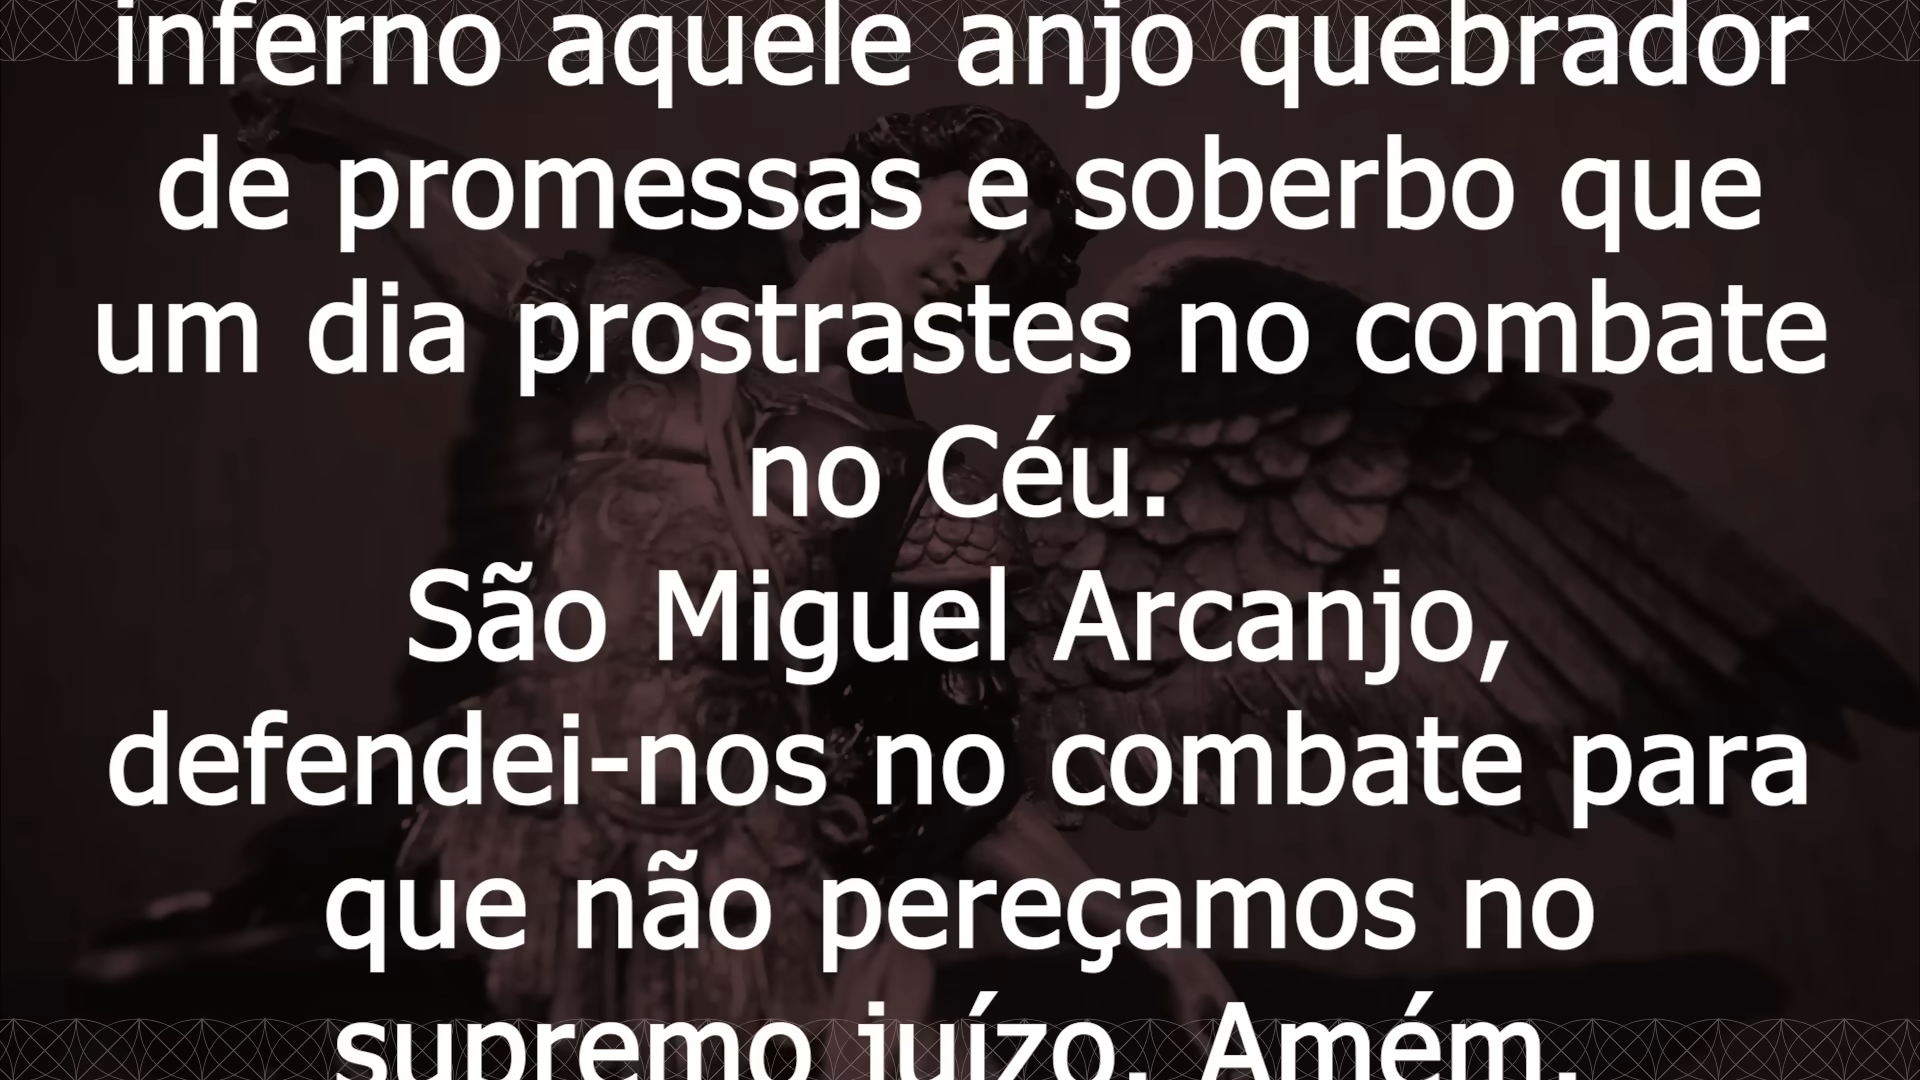 inferno aquele anjo quebrador
de promessas e soberbo que
um dia prostrastes no combate
no Céu.
São Miguel Arcanjo,
defendei-nos no combate para
que não pereçamos no
supremo juízo. Amém.